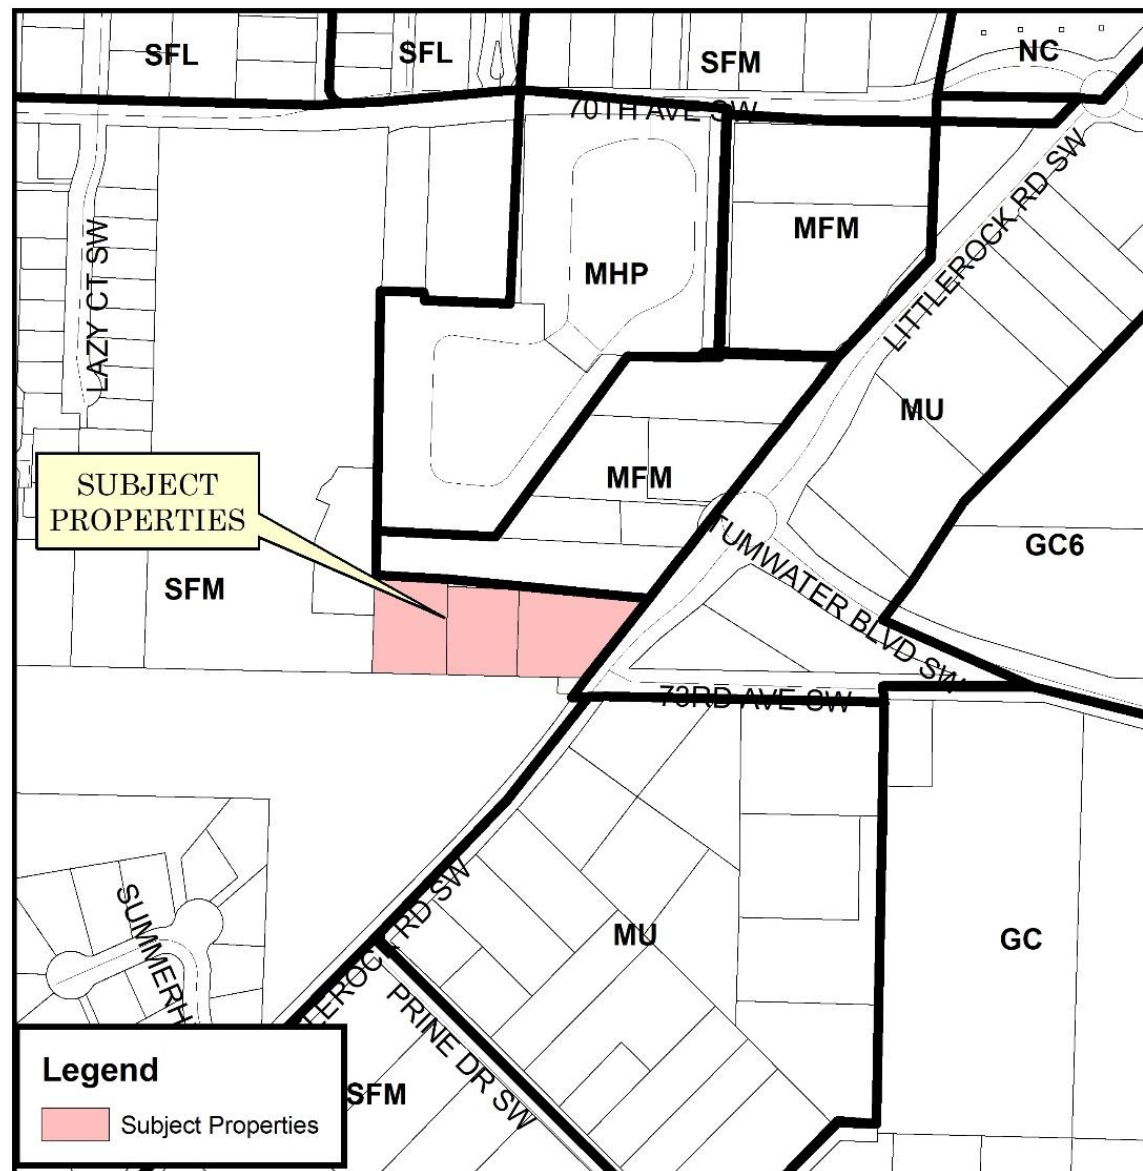 SFL
SFL
SFM
NC
70TH AVE SW
LITTLEROCK RD SW
MFM
MHP
LAZY CT SW
MU
SUBJECT
PROPERTIES
MFM
TUMWATER BLVD SW
GC6
SFM
73RD AVE SW
MU
GC
SUMMERH
TEROCK RD SW
PRINE DR SW
SFM
Legend
Subject Properties